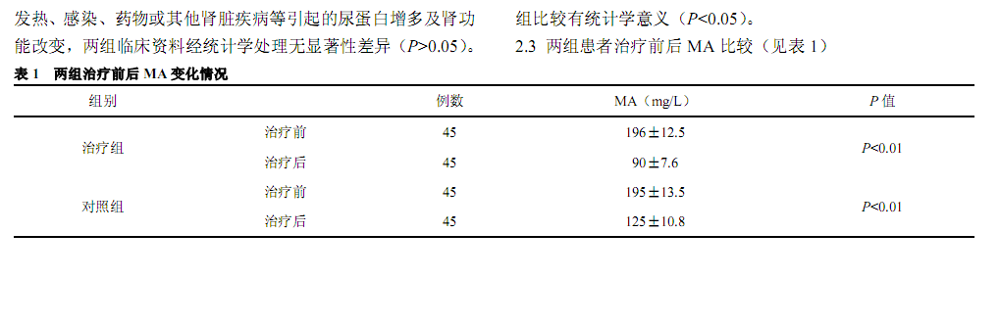 发热、感染、药物或其他肾脏疾病等引起的尿蛋白增多及肾功
能改变，两组临床资料经统计学处理无显著性差异（P>0.05）。
组比较有统计学意义（P<0.05）。
2.3 两组患者治疗前后 MA 比较（见表 1）
表 1 两组治疗前后 MA 变化情况
组别 例数 MA（mg/L） P 值
治疗组 治疗前 45 196±12.5 P<0.01
治疗后 45 90±7.6
对照组 治疗前 45 195±13.5 P<0.01
治疗后 45 125±10.8